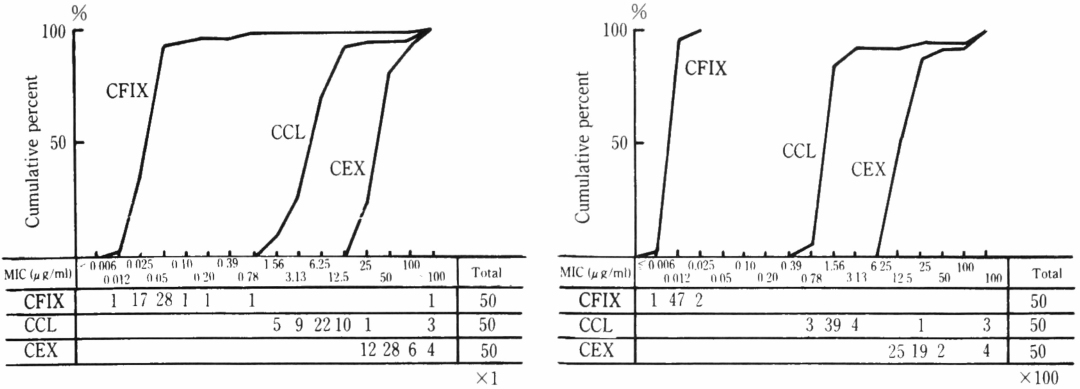 %
100
CFIX
CCL
50
CEX
Cumulative percent
0.006 0.025 0.10 0.39 1.56 6.25 25 100
MIC (μg/ml) 0.012 0.05 0.20 0.78 3.13 12.5 50 100 Total
CFIX 1 17 28 1 1 1 1 50
CCL 5 9 22 10 1 3 50
CEX 12 28 6 4 50
×1
%
100
CFIX
50
CCL
CEX
Cumulative percent
≤0.006 0.025 0.10 0.39 1.56 6.25 25 100
MIC (μg/ml) 0.012 0.05 0.20 0.78 3.13 12.5 50 100 Total
CFIX 1 47 2 50
CCL 3 39 4 1 3 50
CEX 25 19 2 4 50
×100